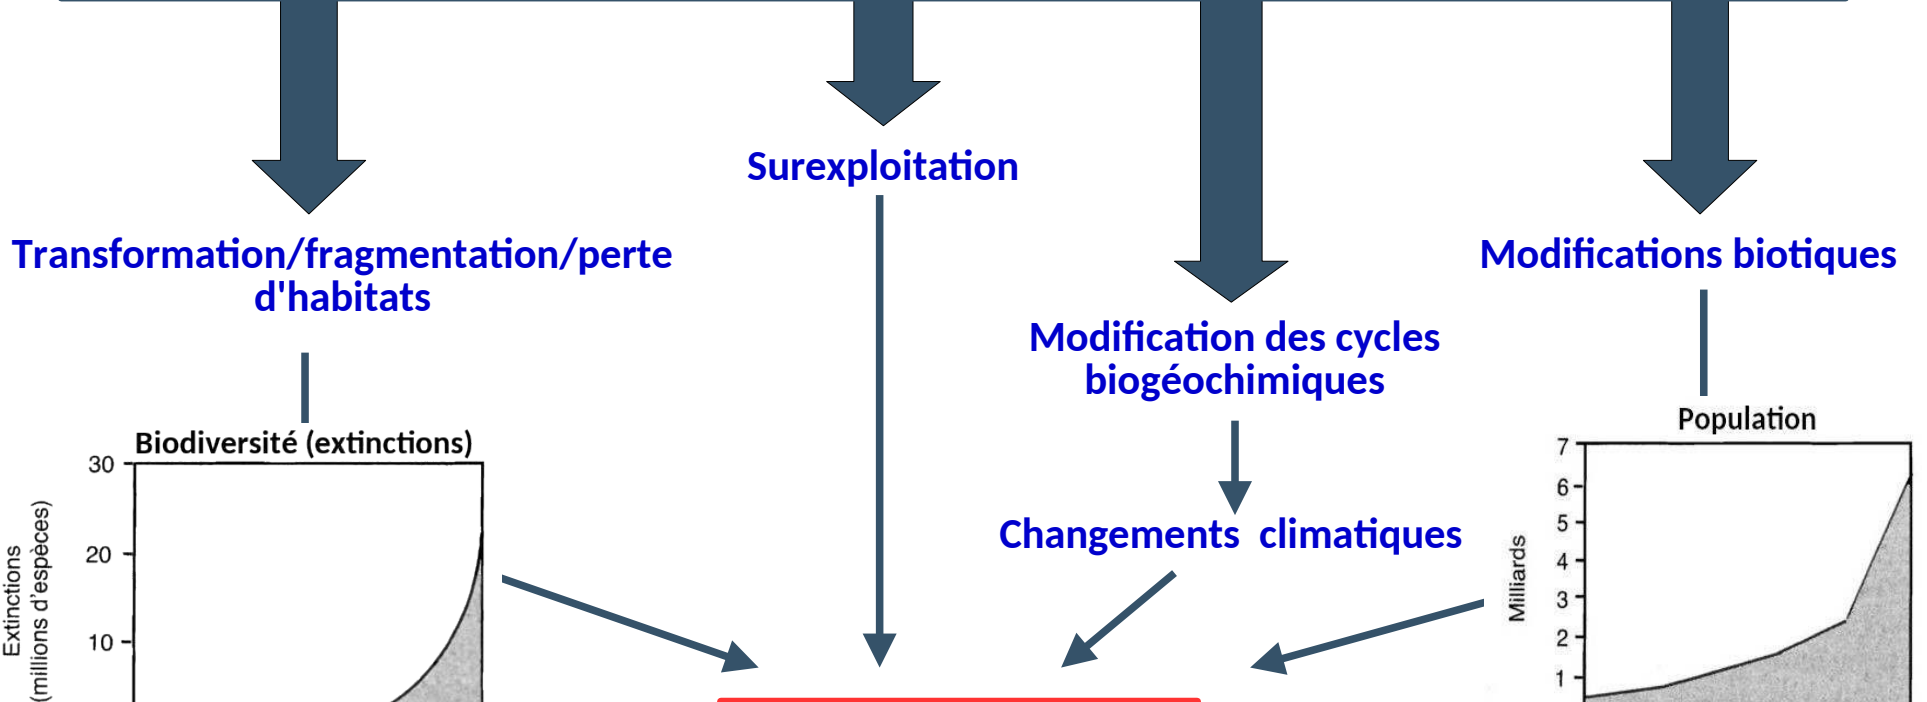 Surexploitation
Transformation/fragmentation/perte
d'habitats
Modifications biotiques
Modification des cycles
biogéochimiques
Changements climatiques
Biodiversité (extinctions)
30
20
10
Extinctions
(millions d'espèces)
Population
7
6
5
4
3
2
1
Milliards